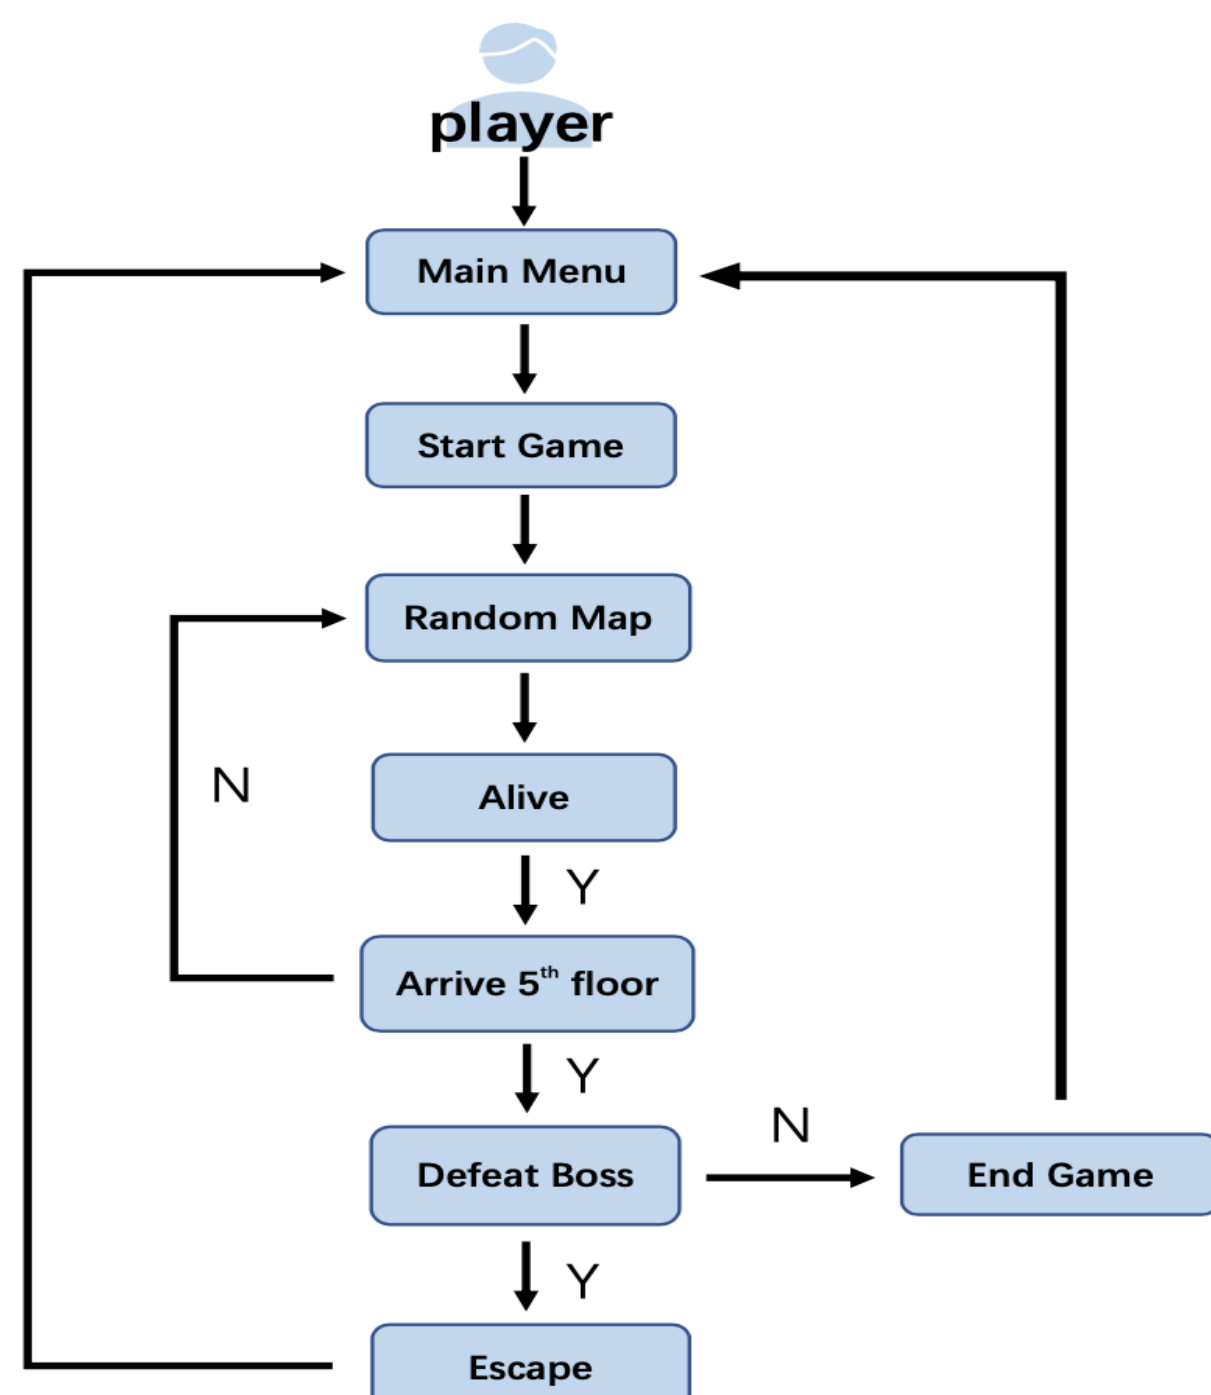 player
Main Menu
Start Game
Random Map
N
Alive
Y
Arrive 5th floor
Y
N
Defeat Boss
End Game
Y
Escape